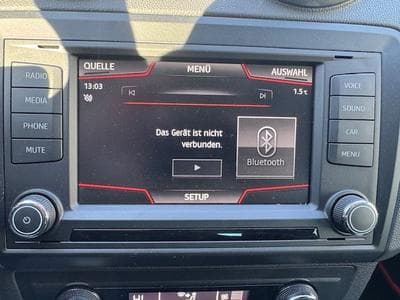 QUELLE MENÜ AUSWAHL
13:03 1.5°C
RADIO
MEDIA
PHONE
MUTE
Das Gerät ist nicht
verbunden.
Bluetooth
SETUP
VOICE
SOUND
CAR
MENU